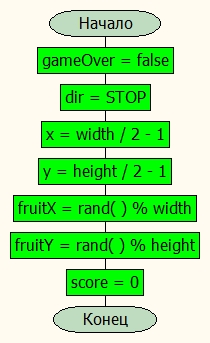 Начало
gameOver = false
dir = STOP
x = width / 2 - 1
y = height / 2 - 1
fruitX = rand( ) % width
fruitY = rand( ) % height
score = 0
Конец